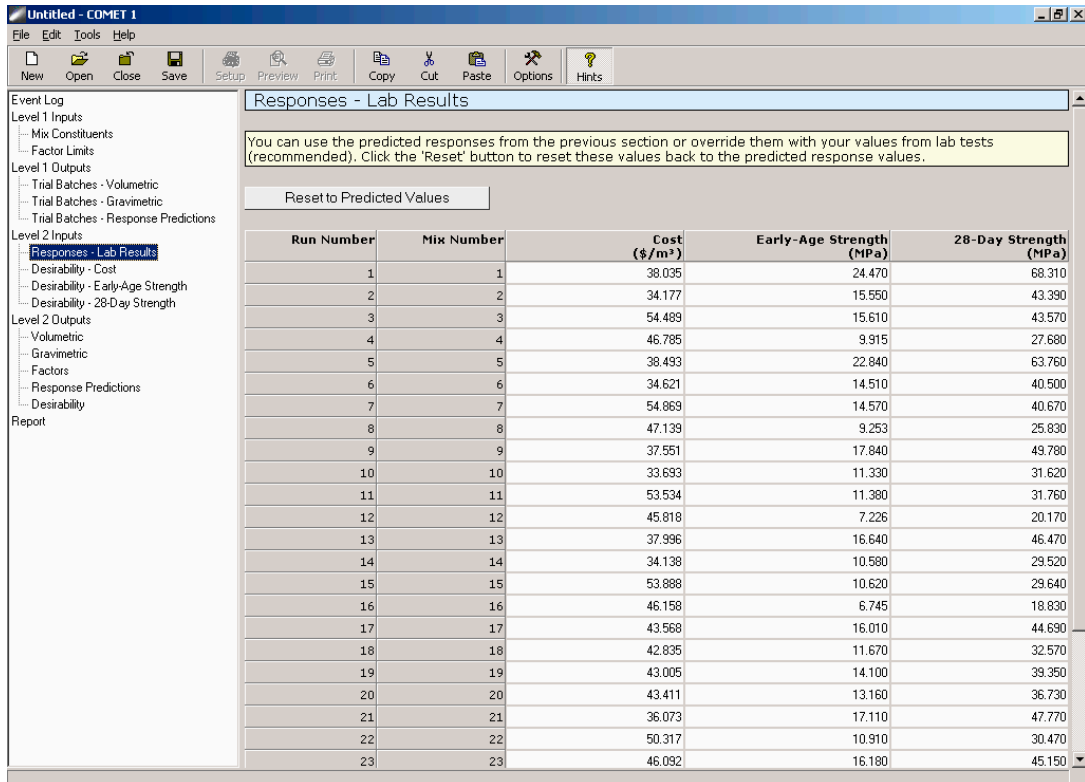 Untitled - COMET 1
File Edit Tools Help
New Open Close Save Setup Preview Print Copy Cut Paste Options Hints
Event Log
Level 1 Inputs
Mix Constituents
Factor Limits
Level 1 Outputs
Trial Batches - Volumetric
Trial Batches - Gravimetric
Trial Batches - Response Predictions
Level 2 Inputs
Responses - Lab Results
Desirability - Cost
Desirability - Early-Age Strength
Desirability - 28-Day Strength
Level 2 Outputs
Volumetric
Gravimetric
Factors
Response Predictions
Desirability
Report
Responses - Lab Results
You can use the predicted responses from the previous section or override them with your values from lab tests
(recommended). Click the 'Reset' button to reset these values back to the predicted response values.
Reset to Predicted Values
Run Number Mix Number Cost Early-Age Strength 28-Day Strength
($/m³) (MPa) (MPa)
1 1 38.035 24.470 68.310
2 2 34.177 15.550 43.390
3 3 54.489 15.610 43.570
4 4 46.785 9.915 27.680
5 5 38.493 22.840 63.760
6 6 34.621 14.510 40.500
7 7 54.869 14.570 40.670
8 8 47.139 9.253 25.830
9 9 37.551 17.840 49.780
10 10 33.693 11.330 31.620
11 11 53.534 11.380 31.760
12 12 45.818 7.226 20.170
13 13 37.996 16.640 46.470
14 14 34.138 10.580 29.520
15 15 53.888 10.620 29.640
16 16 46.158 6.745 18.830
17 17 43.568 16.010 44.690
18 18 42.835 11.670 32.570
19 19 43.005 14.100 39.350
20 20 43.411 13.160 36.730
21 21 36.073 17.110 47.770
22 22 50.317 10.910 30.470
23 23 46.092 16.180 45.150